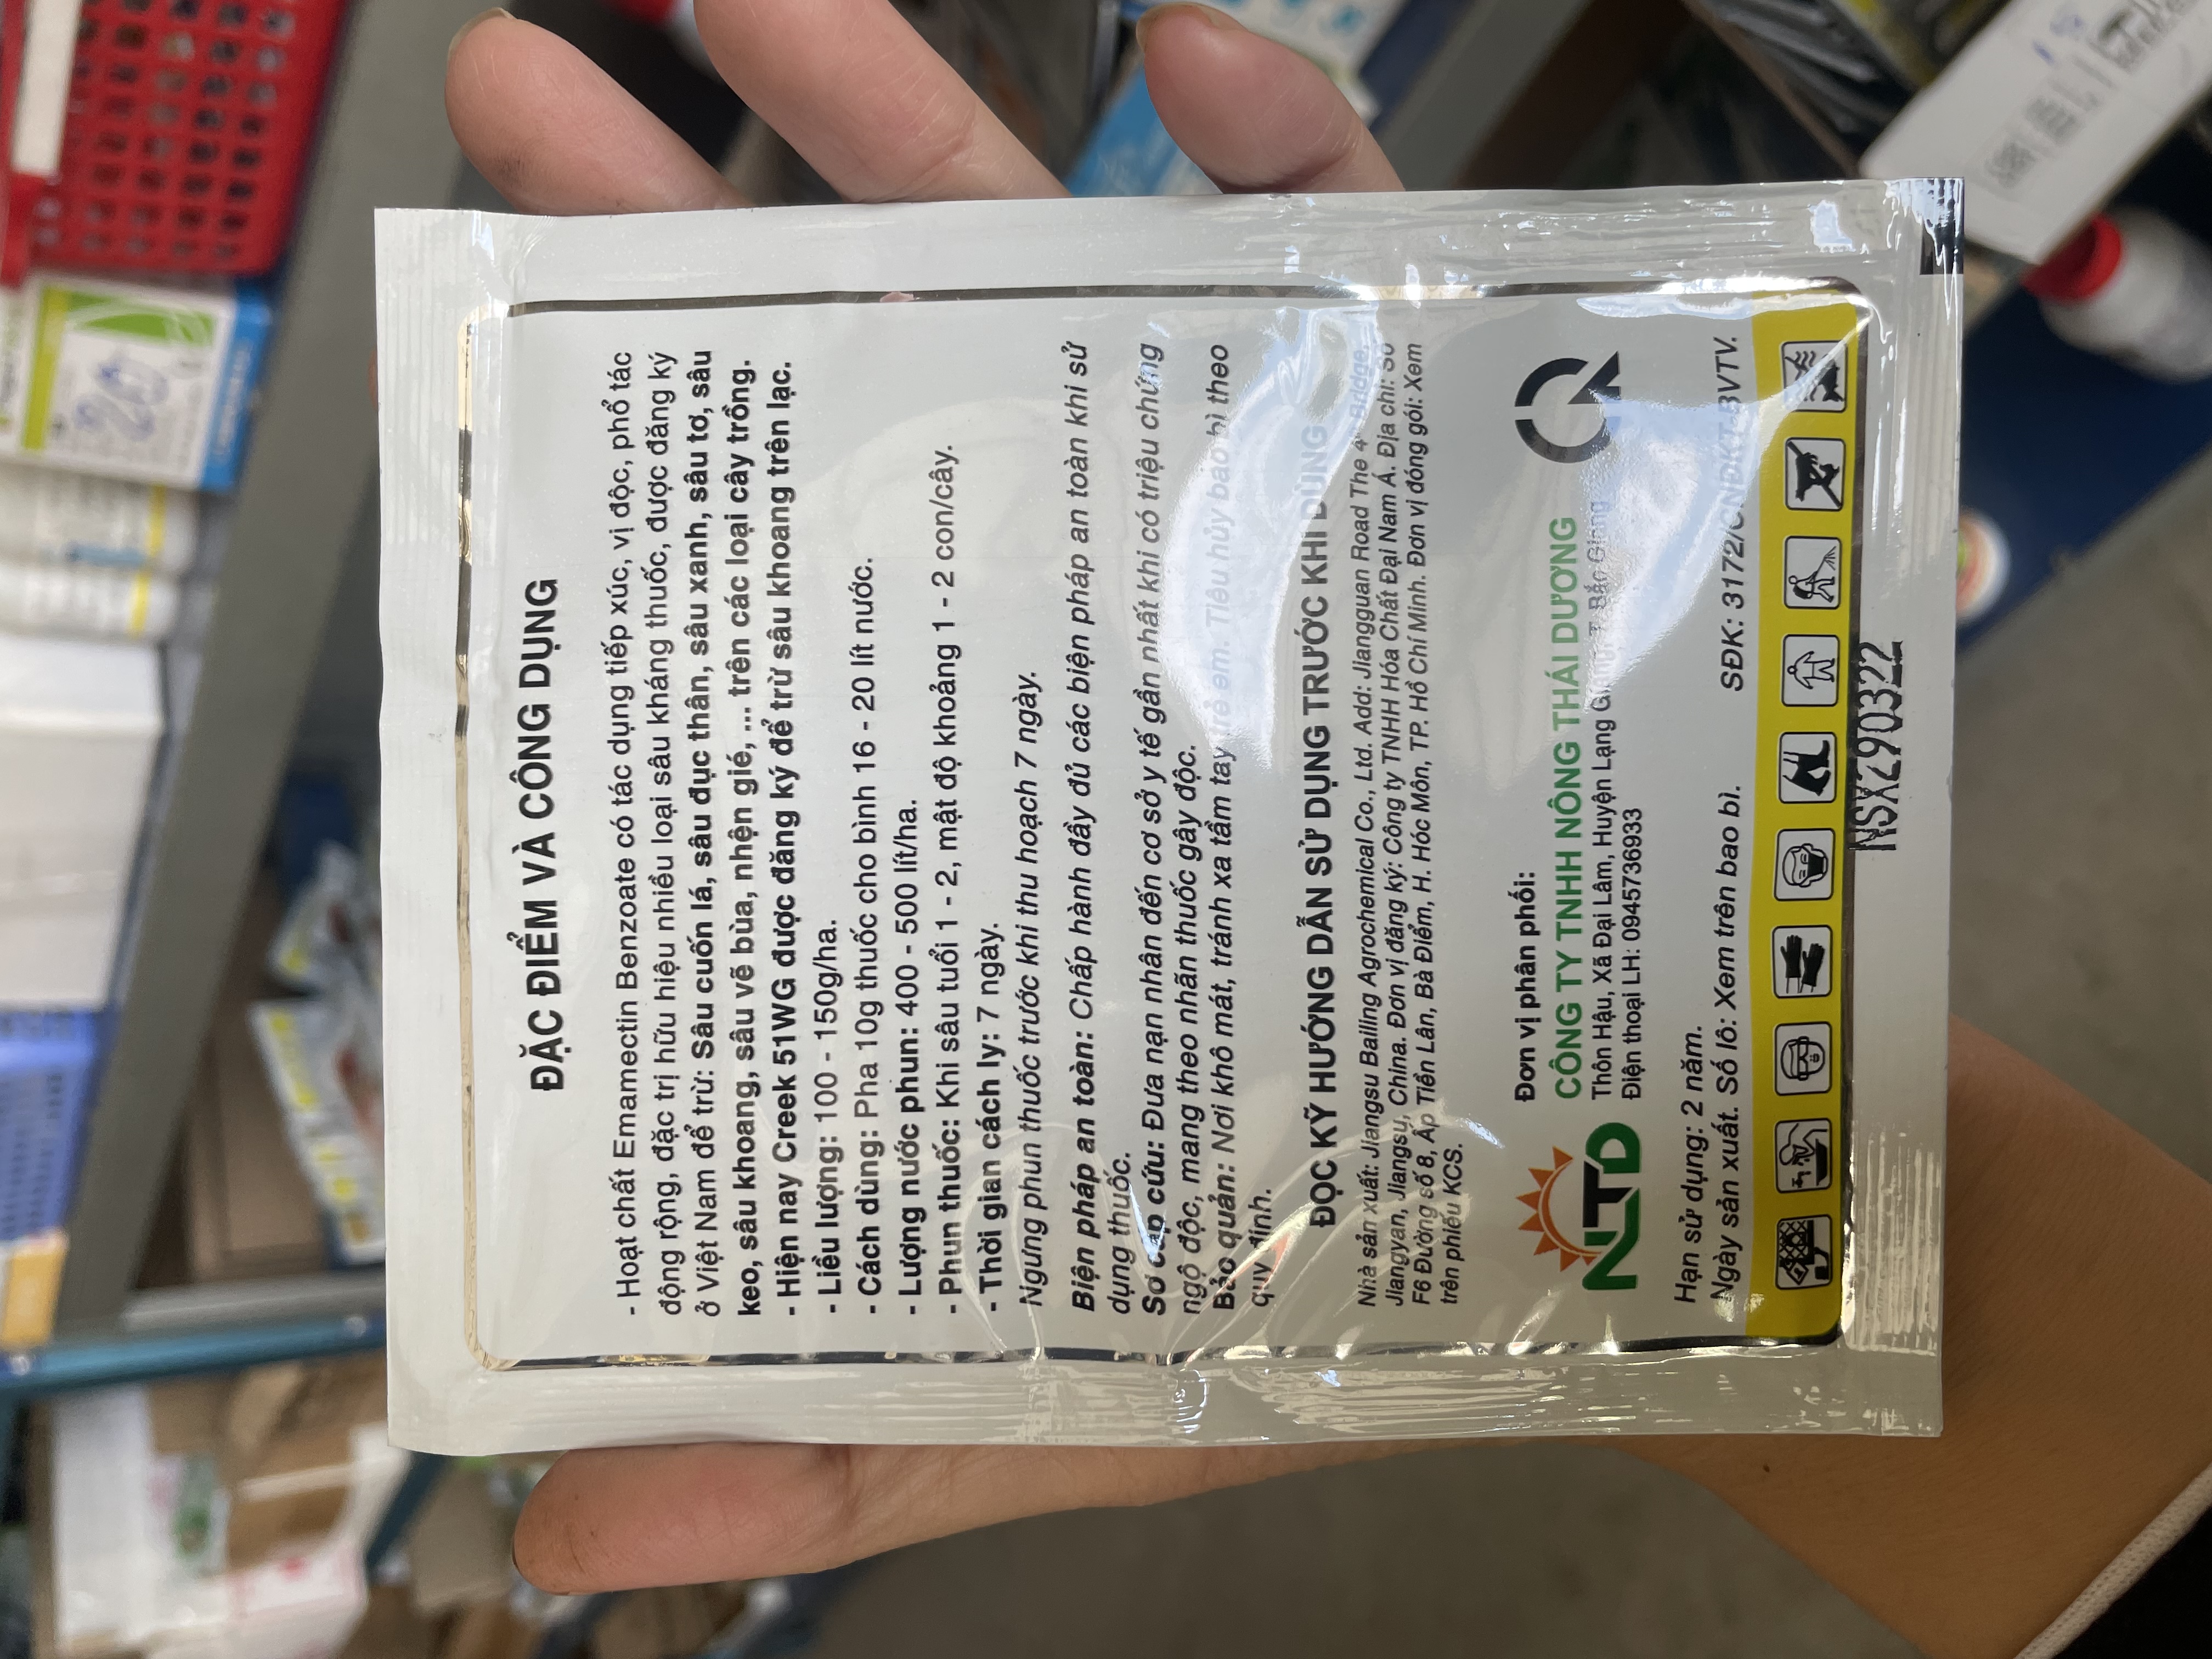 ĐẶC ĐIỂM VÀ CÔNG DỤNG
- Hoạt chất Emamectin Benzoate có tác dụng tiếp xúc, vị độc, phổ tác
động rộng, đặc trị hữu hiệu nhiều loại sâu kháng thuốc, được đăng ký
ở Việt Nam để trừ: Sâu cuốn lá, sâu đục thân, sâu xanh, sâu tơ, sâu
keo, sâu khoang, sâu vẽ bùa, nhện gié, ... trên các loại cây trồng.
- Hiện nay Creek 51WG được đăng ký để trừ sâu khoang trên lạc.
- Liều lượng: 100 - 150g/ha.
- Cách dùng: Pha 10g thuốc cho bình 16 - 20 lít nước.
- Lượng nước phun: 400 - 500 lít/ha.
- Phun thuốc: Khi sâu tuổi 1 - 2, mật độ khoảng 1 - 2 con/cây.
- Thời gian cách ly: 7 ngày.
Ngưng phun thuốc trước khi thu hoạch 7 ngày.
Biện pháp an toàn: Chấp hành đầy đủ các biện pháp an toàn khi sử
dụng thuốc.
Sơ cấp cứu: Đưa nạn nhân đến cơ sở y tế gần nhất khi có triệu chứng
ngộ độc, mang theo nhãn thuốc gây độc.
Bảo quản: Nơi khô mát, tránh xa tầm tay trẻ em. Tiêu hủy bao bì theo
quy định.
ĐỌC KỸ HƯỚNG DẪN SỬ DỤNG TRƯỚC KHI DÙNG
Nhà sản xuất: Jiangsu Bailing Agrochemical Co., Ltd. Add: Jiangguan Road The 4 Bridge,
Jiangyan, Jiangsu, China. Đơn vị đăng ký: Công ty TNHH Hóa Chất Đại Nam Á. Địa chỉ: Số
F6 Đường số 8, Ấp Tiền Lân, Bà Điểm, H. Hóc Môn, TP. Hồ Chí Minh. Đơn vị đóng gói: Xem
trên phiếu KCS.
NTD
Đơn vị phân phối:
CÔNG TY TNHH NÔNG THÁI DƯƠNG
Thôn Hậu, Xã Đại Lâm, Huyện Lạng Giang, T. Bắc Giang
Điện thoại LH: 0945736933
Hạn sử dụng: 2 năm.
Ngày sản xuất. Số lô: Xem trên bao bì. SĐK: 3172/CNĐKT-BVTV.
NSX290322